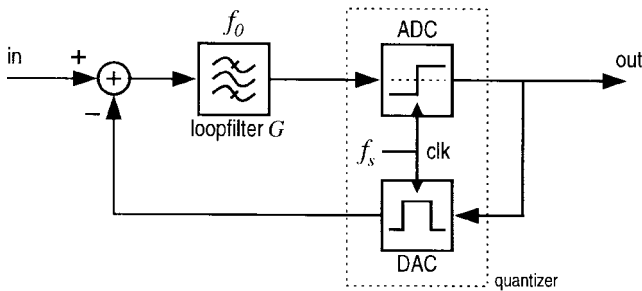 f₀
ADC
in
+
+
out
−
loopfilter G
fₛ
clk
DAC
quantizer